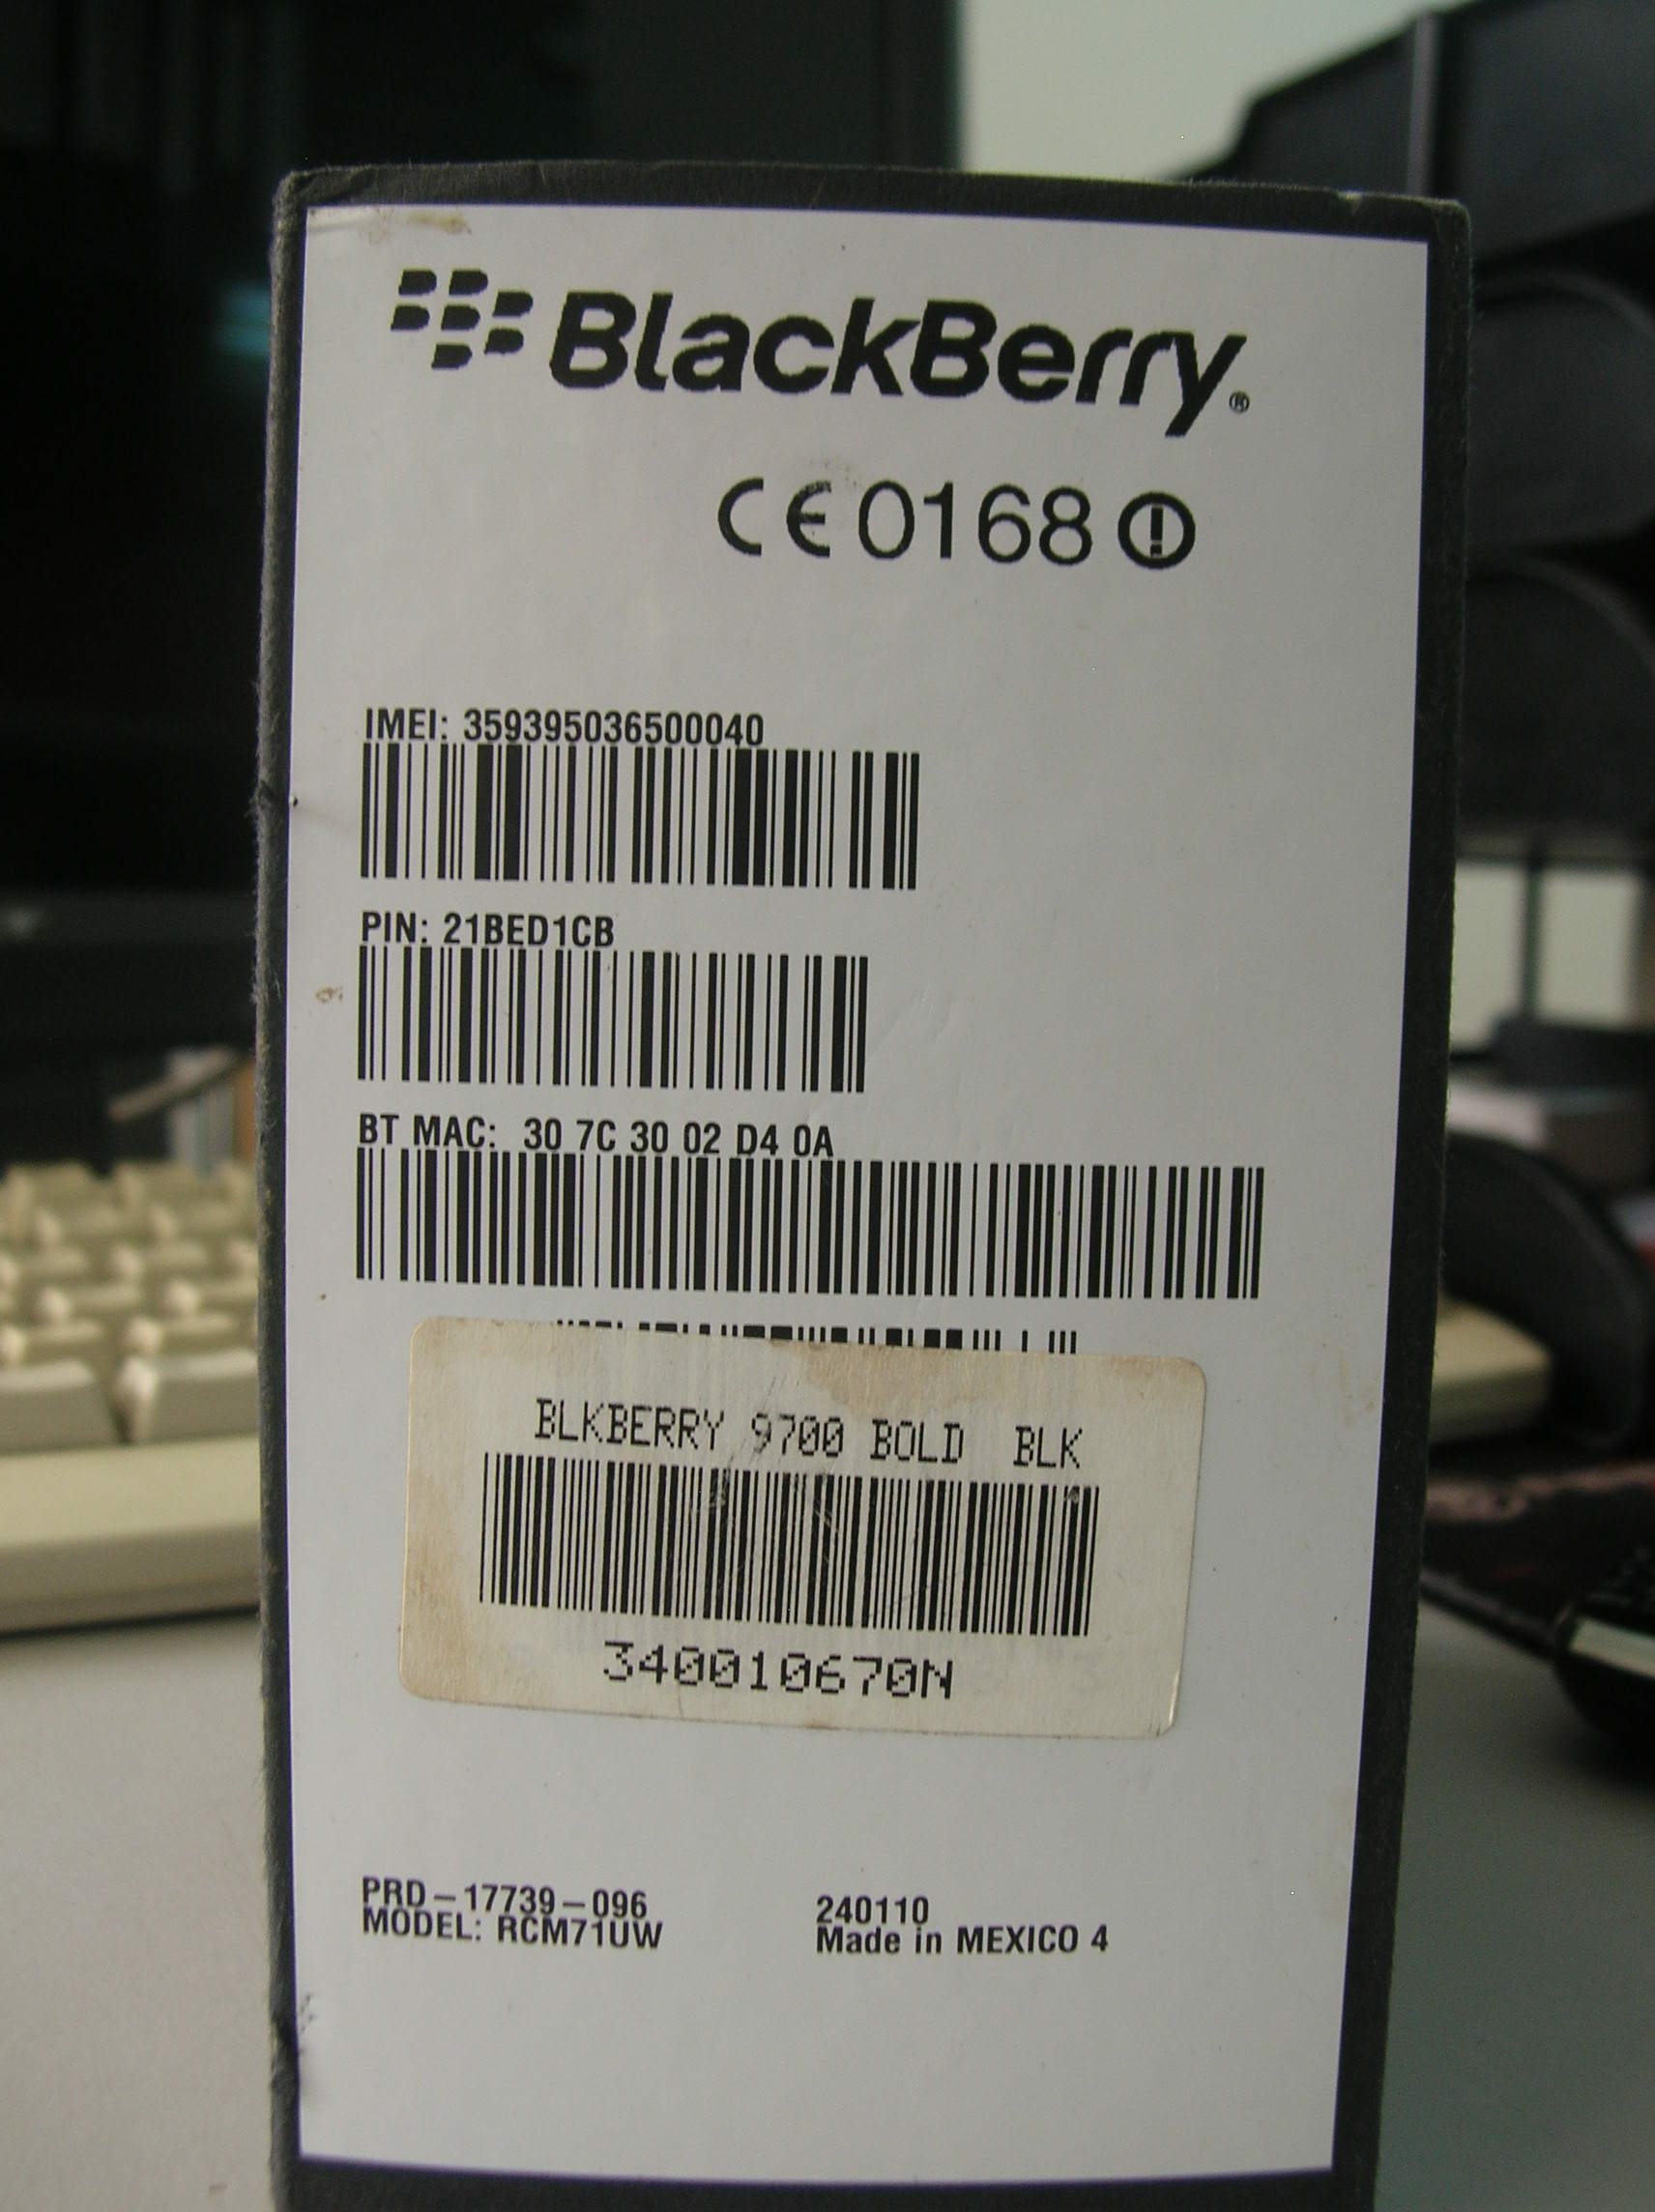 BlackBerry®
CE0168
IMEI: 359395036500040
PIN: 21BED1CB
BT MAC: 30 7C 30 02 D4 0A
BLKBERRY 9700 BOLD BLK
340010670N
PRD-17739-096
MODEL: RCM71UW
240110
Made in MEXICO 4